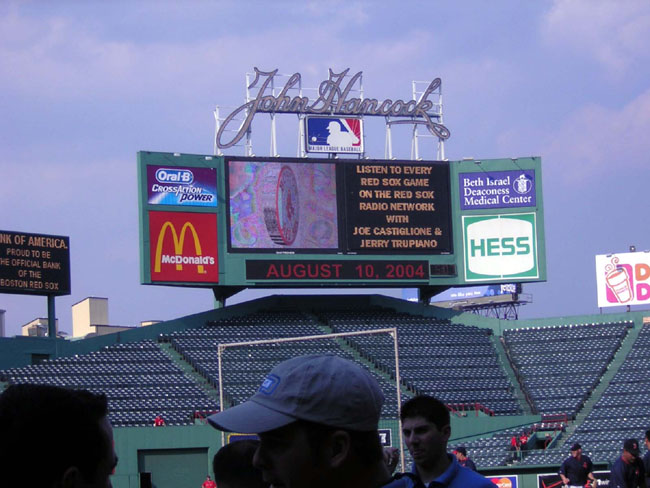 John Hancock
MAJOR LEAGUE BASEBALL
Oral-B
CROSSACTION
POWER
McDonald's
LISTEN TO EVERY
RED SOX GAME
ON THE RED SOX
RADIO NETWORK
WITH
JOE CASTIGLIONE &
JERRY TRUPIANO
AUGUST 10, 2004
Beth Israel
Deaconess
Medical Center
HESS
NK OF AMERICA.
PROUD TO BE
HE OFFICIAL BANK
OF THE
BOSTON RED SOX
D